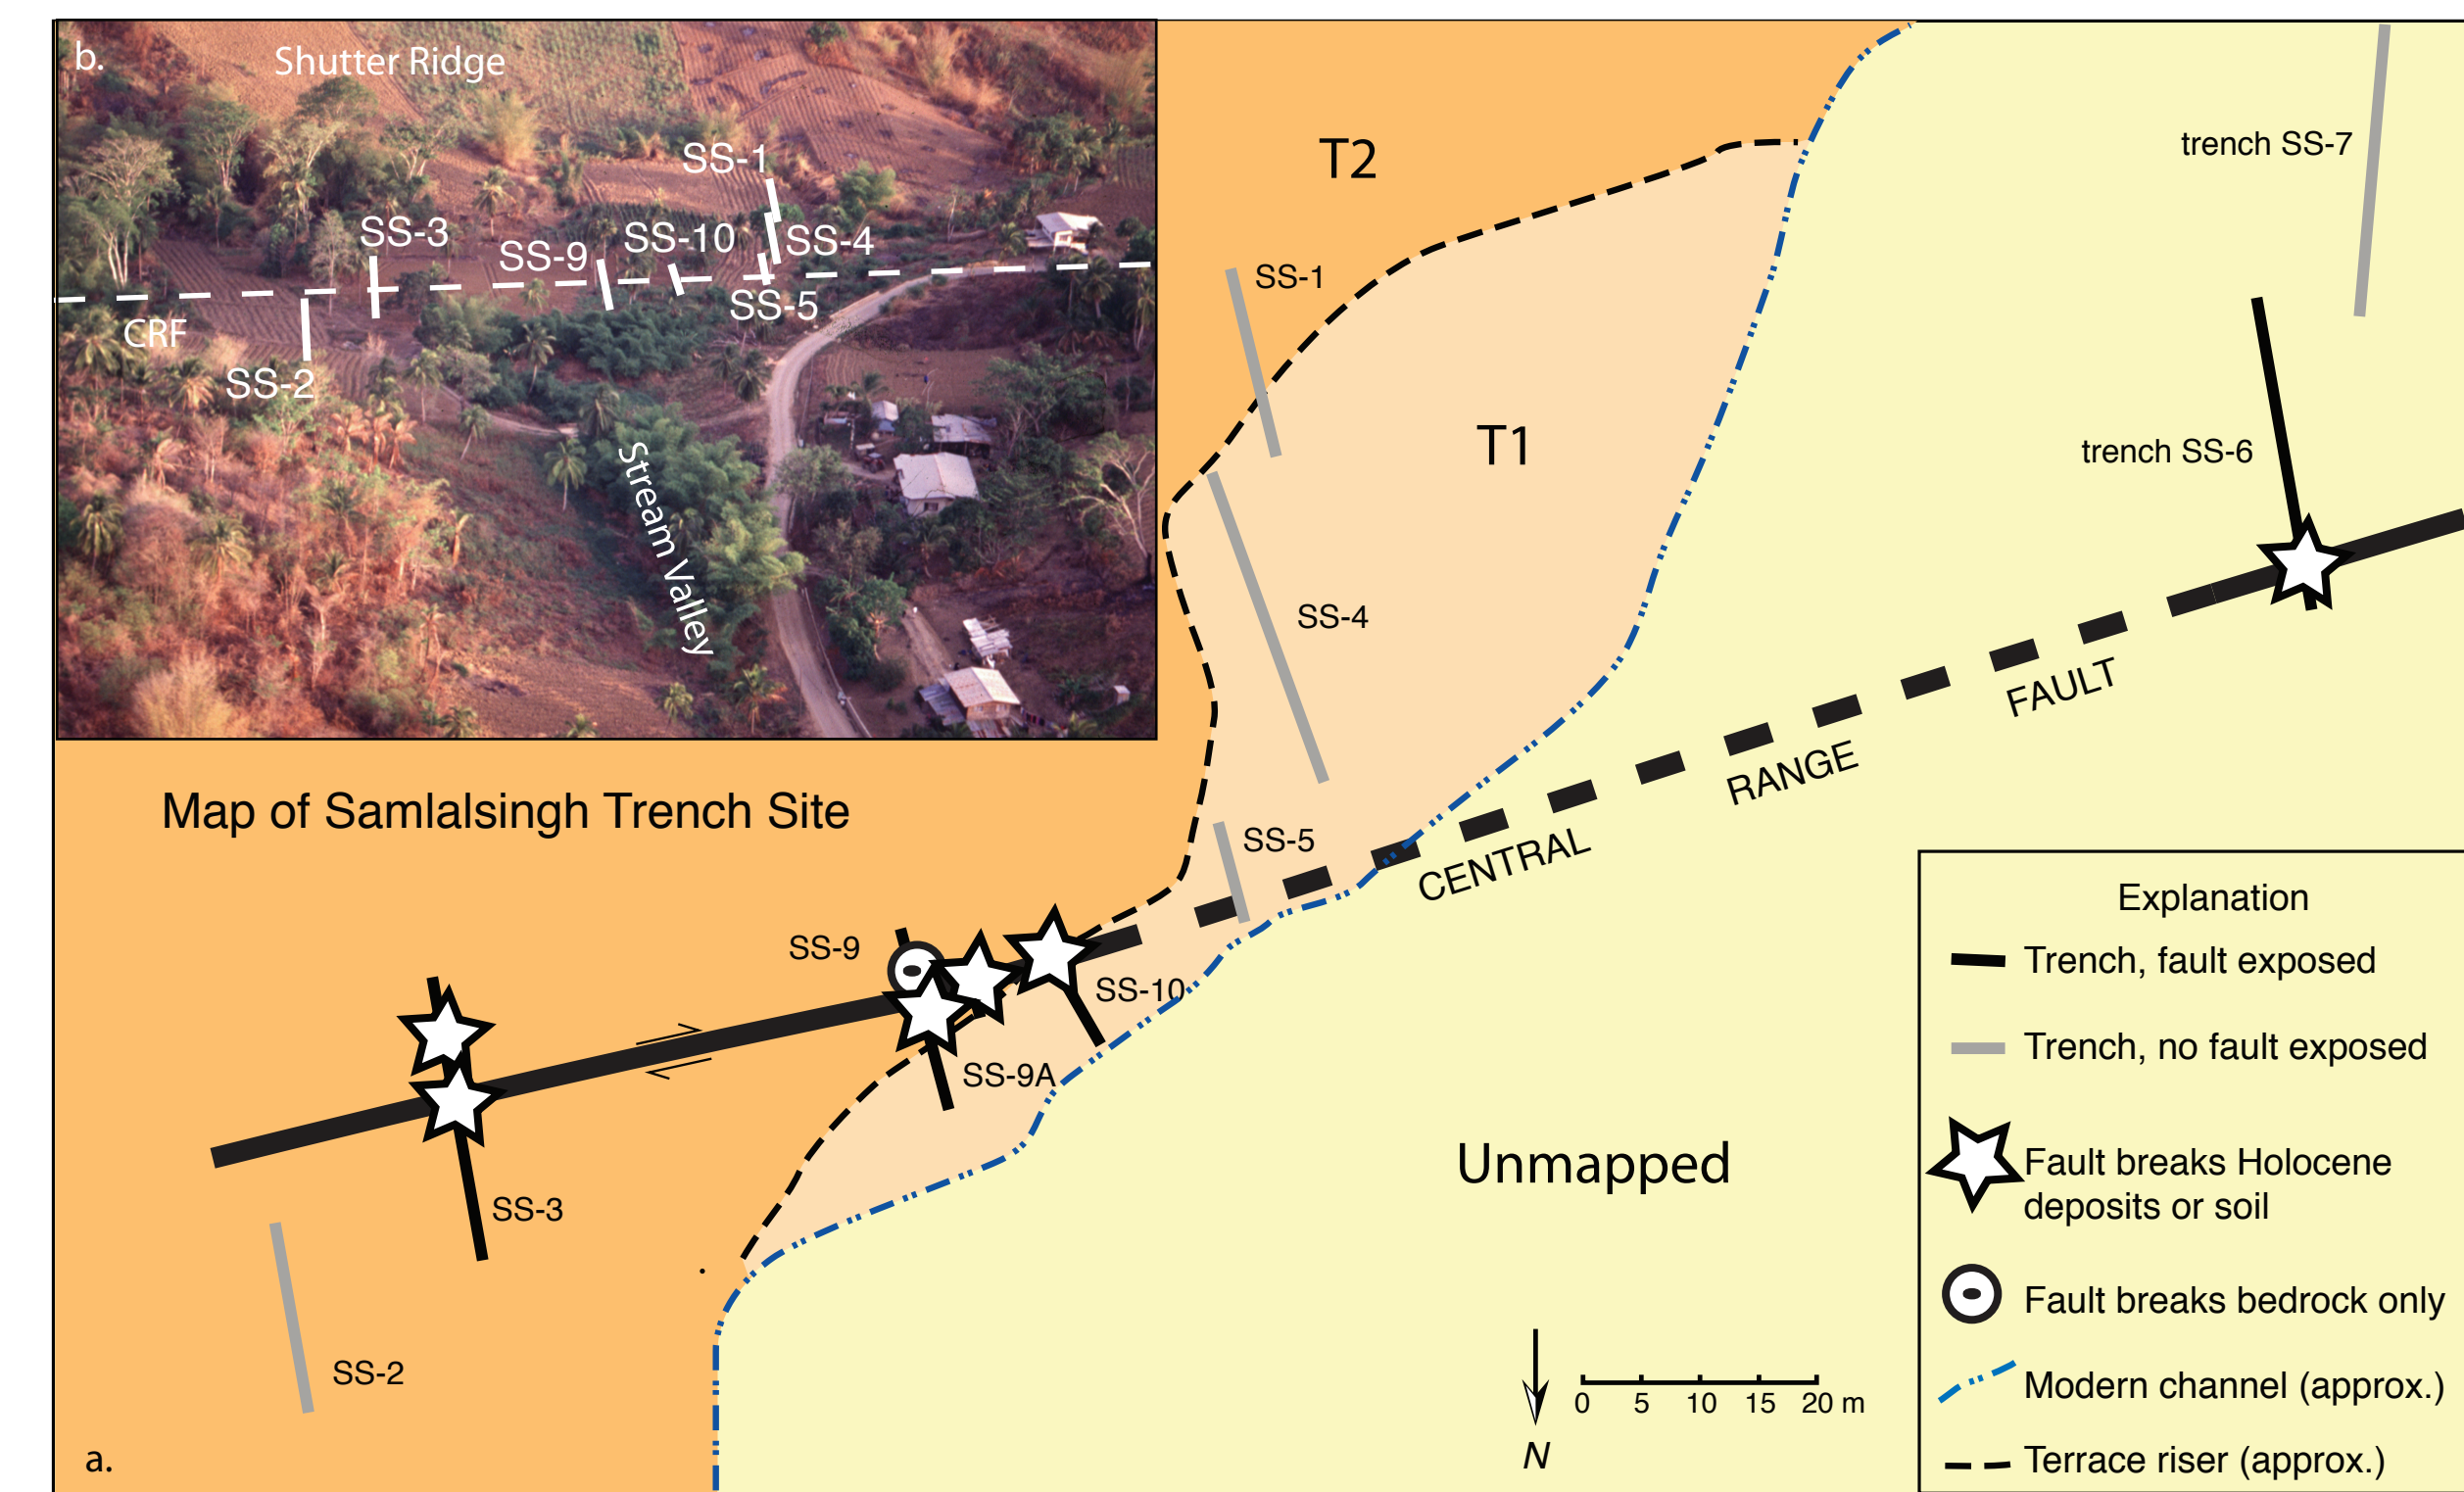 b.
Shutter Ridge
SS-1
SS-3
SS-9
SS-10
SS-4
SS-5
CRF
SS-2
Stream Valley
T2
SS-1
T1
SS-4
SS-5
trench SS-7
trench SS-6
CENTRAL RANGE FAULT
Map of Samlalsingh Trench Site
SS-9
SS-10
SS-9A
SS-3
SS-2
Unmapped
a.
N
0 5 10 15 20 m
Explanation
Trench, fault exposed
Trench, no fault exposed
Fault breaks Holocene
deposits or soil
Fault breaks bedrock only
Modern channel (approx.)
Terrace riser (approx.)